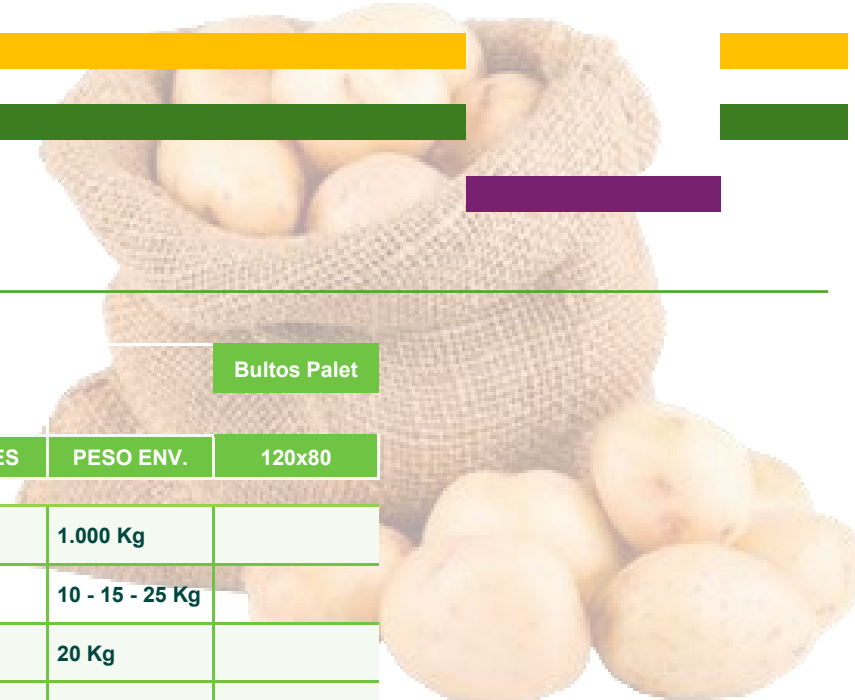 Bultos Palet
ES PESO ENV. 120x80
1.000 Kg
10 - 15 - 25 Kg
20 Kg